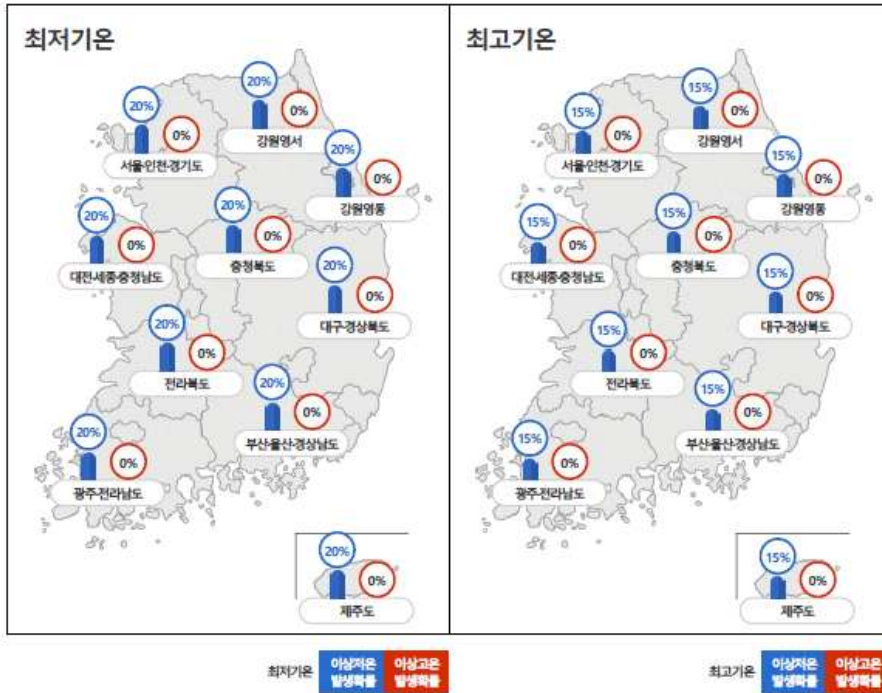 최저기온
20%
0%
서울·인천·경기도
20%
0%
강원영서
20%
0%
강원영동
20%
0%
대전·세종·충청남도
20%
0%
충청북도
20%
0%
대구·경상북도
20%
0%
전라북도
20%
0%
부산·울산·경상남도
20%
0%
광주·전라남도
20%
0%
제주도
최저기온
이상저온
발생확률
이상고온
발생확률
최고기온
15%
0%
서울·인천·경기도
15%
0%
강원영서
15%
0%
강원영동
15%
0%
대전·세종·충청남도
15%
0%
충청북도
15%
0%
대구·경상북도
15%
0%
전라북도
15%
0%
부산·울산·경상남도
15%
0%
광주·전라남도
15%
0%
제주도
최고기온
이상저온
발생확률
이상고온
발생확률